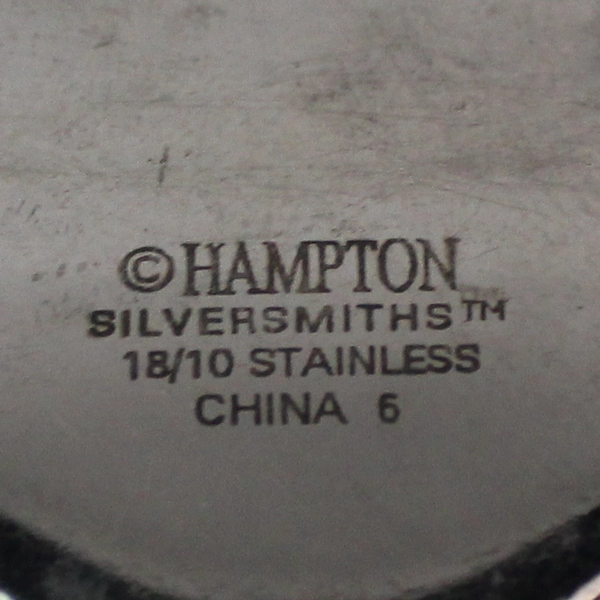 ©HAMPTON
SILVERSMITHS™
18/10 STAINLESS
CHINA 6